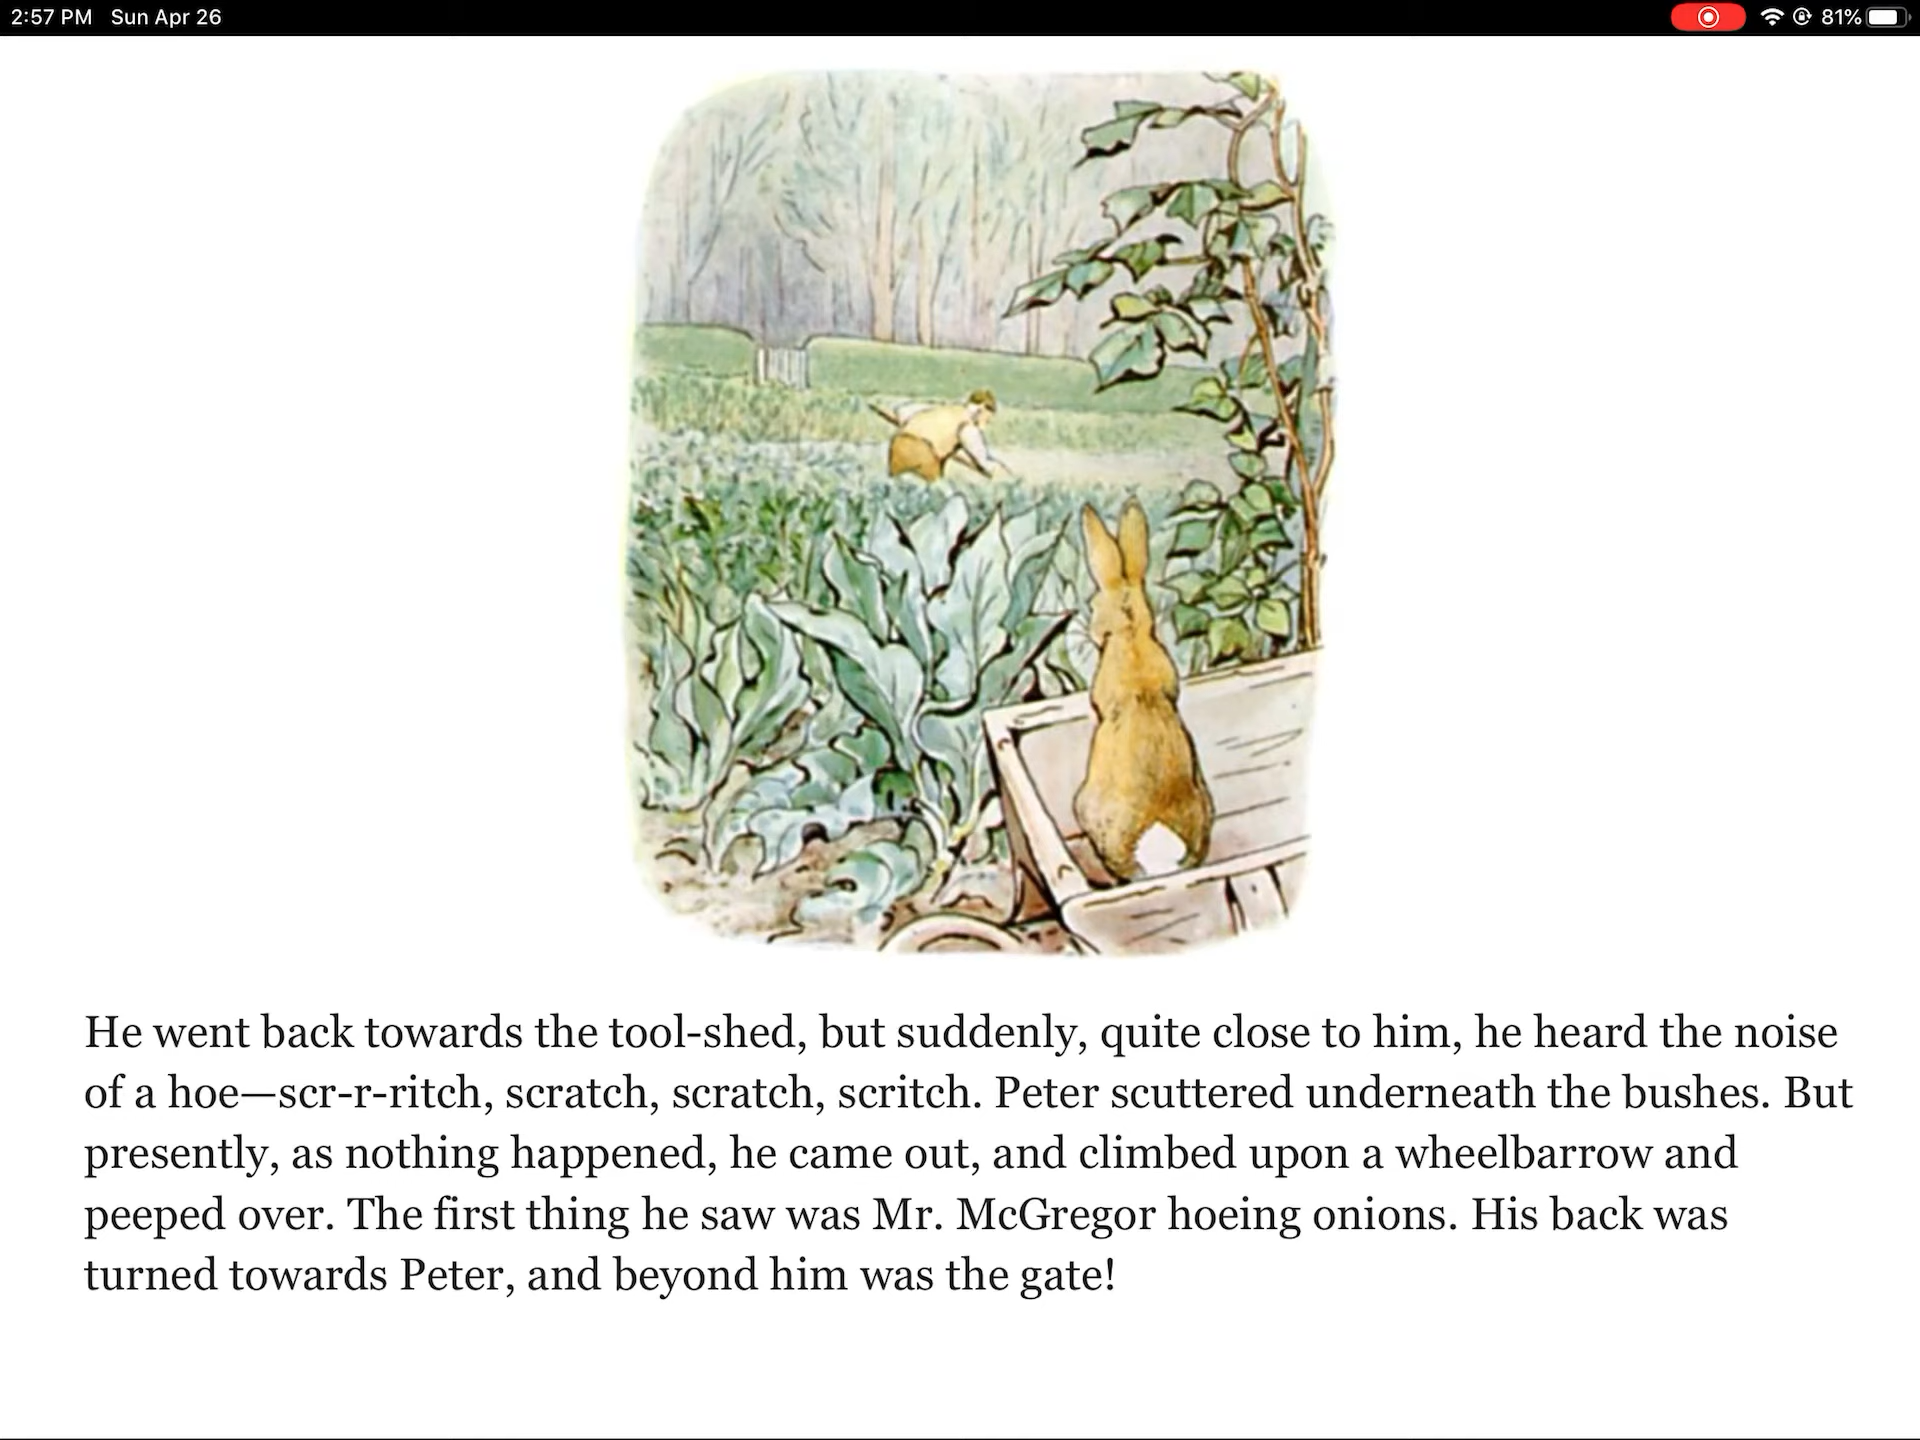 2:57 PM Sun Apr 26 81%
He went back towards the tool-shed, but suddenly, quite close to him, he heard the noise
of a hoe—scr-r-ritch, scratch, scratch, scritch. Peter scuttered underneath the bushes. But
presently, as nothing happened, he came out, and climbed upon a wheelbarrow and
peeped over. The first thing he saw was Mr. McGregor hoeing onions. His back was
turned towards Peter, and beyond him was the gate!